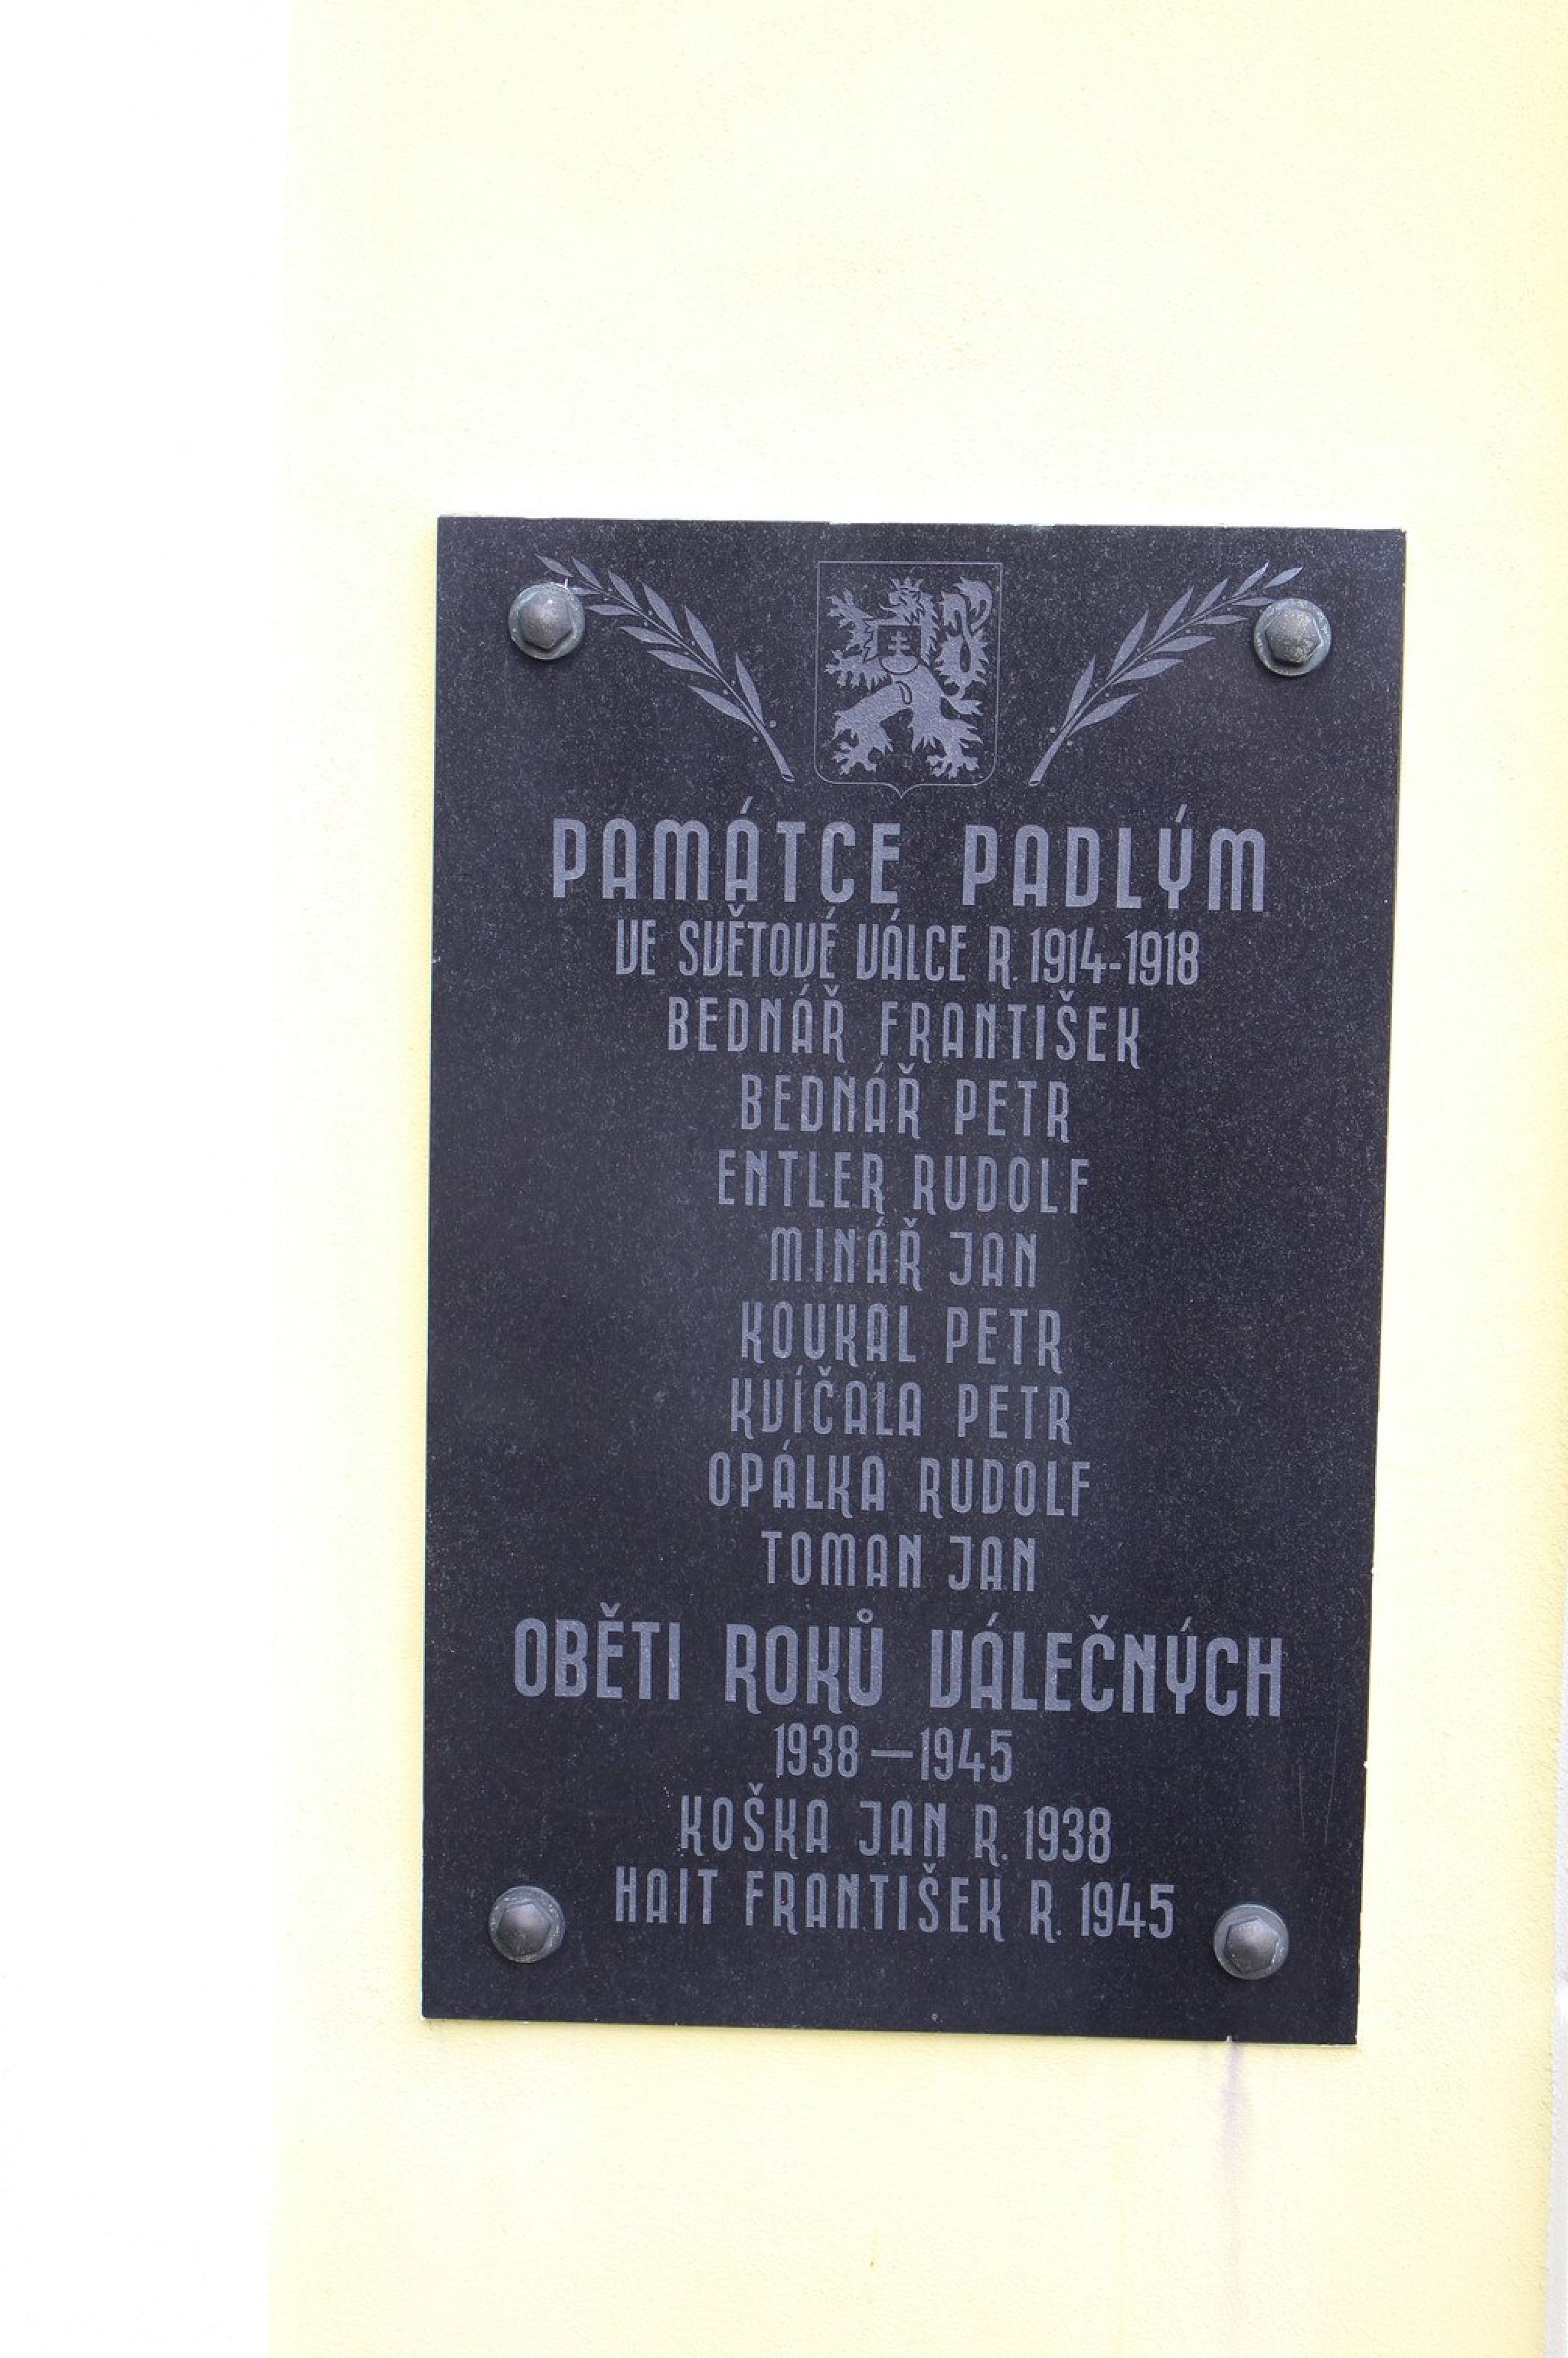 PAMÁTCE PADLÝM
VE SVĚTOVÉ VÁLCE R. 1914-1918
BEDNÁŘ FRANTIŠEK
BEDNÁŘ PETR
ENTLER RUDOLF
MINÁŘ JAN
KOUKAL PETR
KVÍČALA PETR
OPÁLKA RUDOLF
TOMAN JAN
OBĚTI ROKŮ VÁLEČNÝCH
1938—1945
KOŠKA JAN R. 1938
HAIT FRANTIŠEK R. 1945